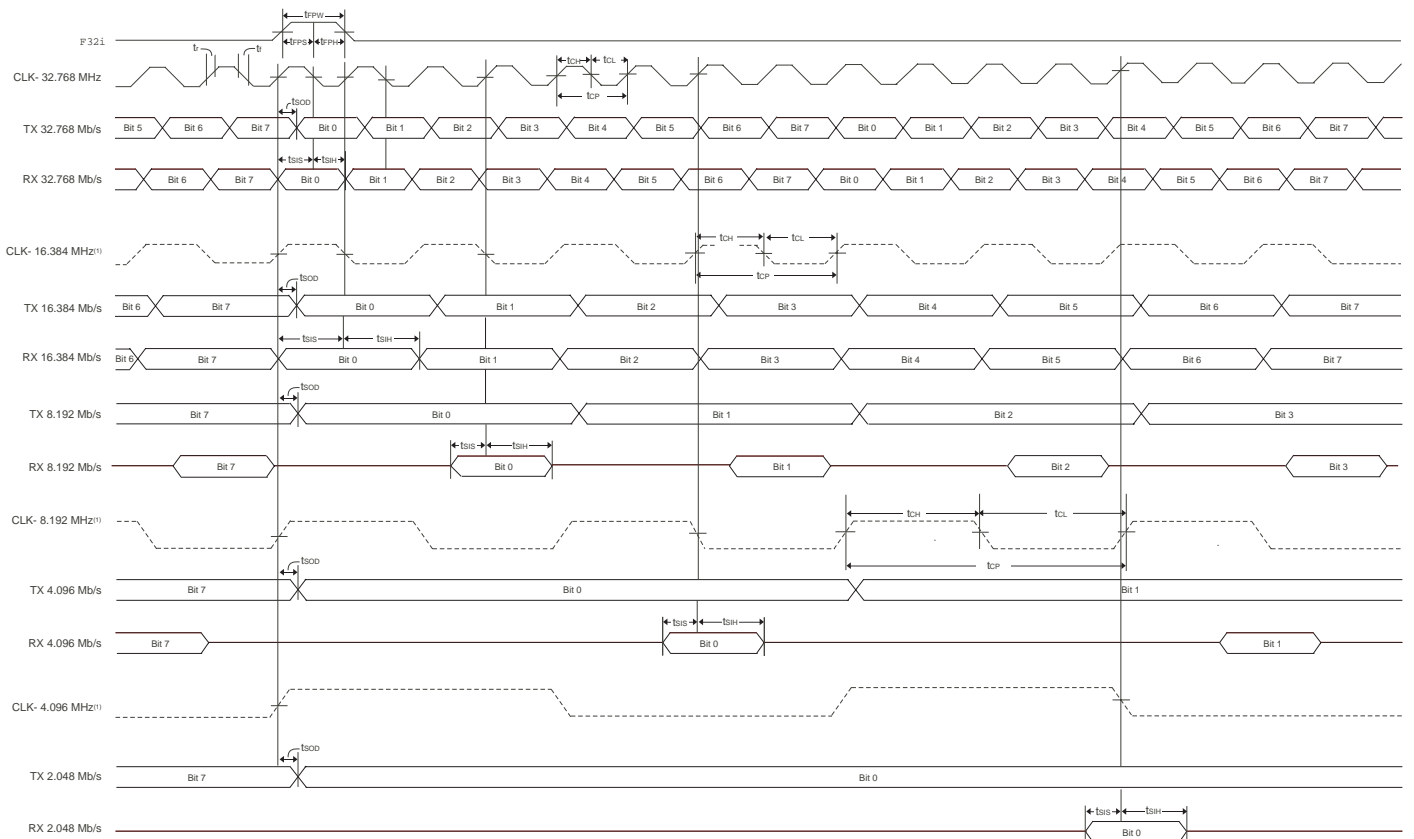 tFPW
F32i
tr
tf
tFPS
tFPH
CLK- 32.768 MHz
tCH
tCL
tCP
tSOD
TX 32.768 Mb/s
Bit 5 Bit 6 Bit 7 Bit 0 Bit 1 Bit 2 Bit 3 Bit 4 Bit 5 Bit 6 Bit 7 Bit 0 Bit 1 Bit 2 Bit 3 Bit 4 Bit 5 Bit 6 Bit 7
tSIS tSIH
RX 32.768 Mb/s
Bit 6 Bit 7 Bit 0 Bit 1 Bit 2 Bit 3 Bit 4 Bit 5 Bit 6 Bit 7 Bit 0 Bit 1 Bit 2 Bit 3 Bit 4 Bit 5 Bit 6 Bit 7
CLK- 16.384 MHz(1)
tCH tCL
tCP
tSOD
TX 16.384 Mb/s
Bit 6 Bit 7 Bit 0 Bit 1 Bit 2 Bit 3 Bit 4 Bit 5 Bit 6 Bit 7
tSIS tSIH
RX 16.384 Mb/s
Bit 6 Bit 7 Bit 0 Bit 1 Bit 2 Bit 3 Bit 4 Bit 5 Bit 6 Bit 7
tSOD
TX 8.192 Mb/s
Bit 7 Bit 0 Bit 1 Bit 2 Bit 3
tSIS tSIH
RX 8.192 Mb/s
Bit 7 Bit 0 Bit 1 Bit 2 Bit 3
CLK- 8.192 MHz(1)
tCH tCL
tCP
tSOD
TX 4.096 Mb/s
Bit 7 Bit 0 Bit 1
tSIS tSIH
RX 4.096 Mb/s
Bit 7 Bit 0 Bit 1
CLK- 4.096 MHz(1)
tSOD
TX 2.048 Mb/s
Bit 7 Bit 0
tSIS tSIH
RX 2.048 Mb/s
Bit 0